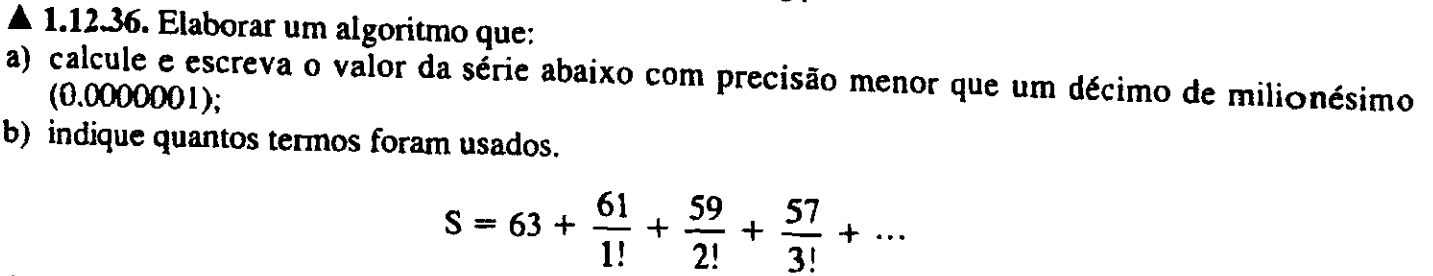 ▲ 1.12.36. Elaborar um algoritmo que:
a) calcule e escreva o valor da série abaixo com precisão menor que um décimo de milionésimo
(0.0000001);
b) indique quantos termos foram usados.
S = 63 + 61/1! + 59/2! + 57/3! + ...